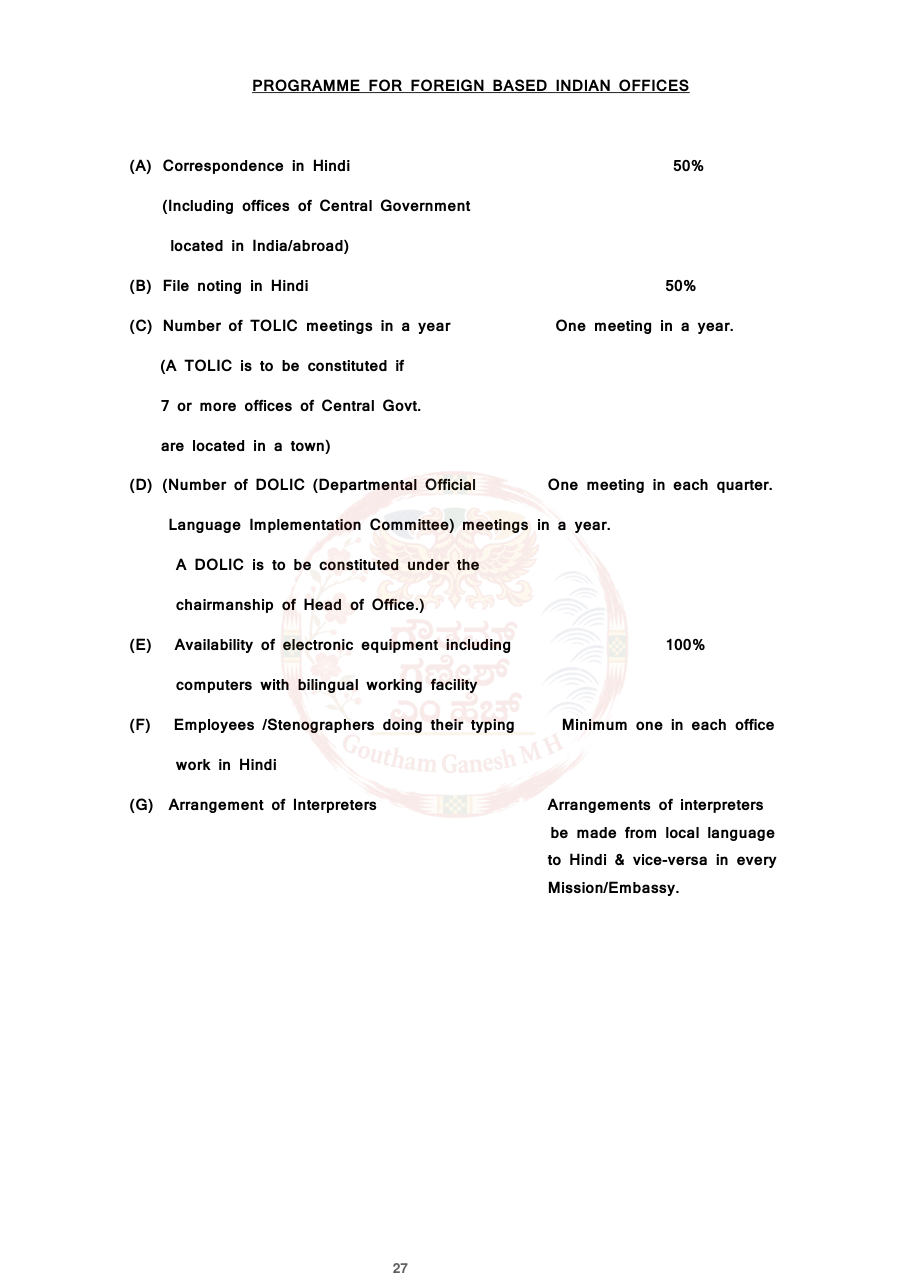 PROGRAMME FOR FOREIGN BASED INDIAN OFFICES
(A) Correspondence in Hindi 50%
(Including offices of Central Government
located in India/abroad)
(B) File noting in Hindi 50%
(C) Number of TOLIC meetings in a year One meeting in a year.
(A TOLIC is to be constituted if
7 or more offices of Central Govt.
are located in a town)
(D) (Number of DOLIC (Departmental Official One meeting in each quarter.
Language Implementation Committee) meetings in a year.
A DOLIC is to be constituted under the
chairmanship of Head of Office.)
ಗೌತಮ್
(E) Availability of electronic equipment including 100%
ಗಣೇಶ್
computers with bilingual working facility
ಎಂ ಹೆಚ್
(F) Employees /Stenographers doing their typing Minimum one in each office
Goutham Ganesh M H
work in Hindi
(G) Arrangement of Interpreters Arrangements of interpreters
be made from local language
to Hindi & vice-versa in every
Mission/Embassy.
27